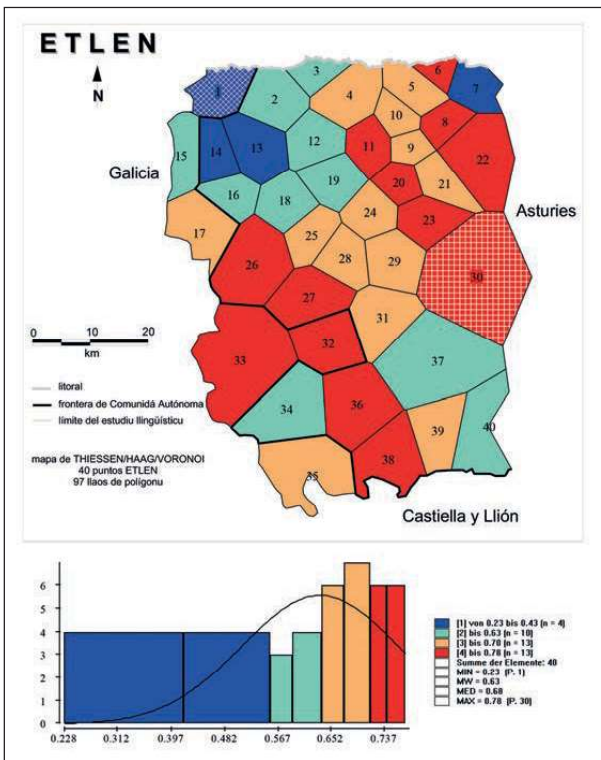 ETLEN
N
1
2
3
4
5
6
7
8
9
10
11
12
13
14
15
16
17
18
19
20
21
22
23
24
25
26
27
28
29
30
31
32
33
34
35
36
37
38
39
40
Galicia
Asturies
Castiella y Llión
0 10 20
km
litoral
frontera de Comunidá Autónoma
límite del estudiu llingüísticu
mapa de THIESSEN/HAAG/VORONOI
40 puntos ETLEN
97 llaos de polígonu
6
5
4
3
2
1
0
0.228 0.312 0.397 0.482 0.567 0.652 0.737
[1] von 0.23 bis 0.43 (n = 4)
[2] bis 0.63 (n = 10)
[3] bis 0.70 (n = 13)
[4] bis 0.78 (n = 13)
Summe der Elemente: 40
MIN = 0.23 (P. 1)
MW = 0.63
MED = 0.68
MAX = 0.78 (P. 30)